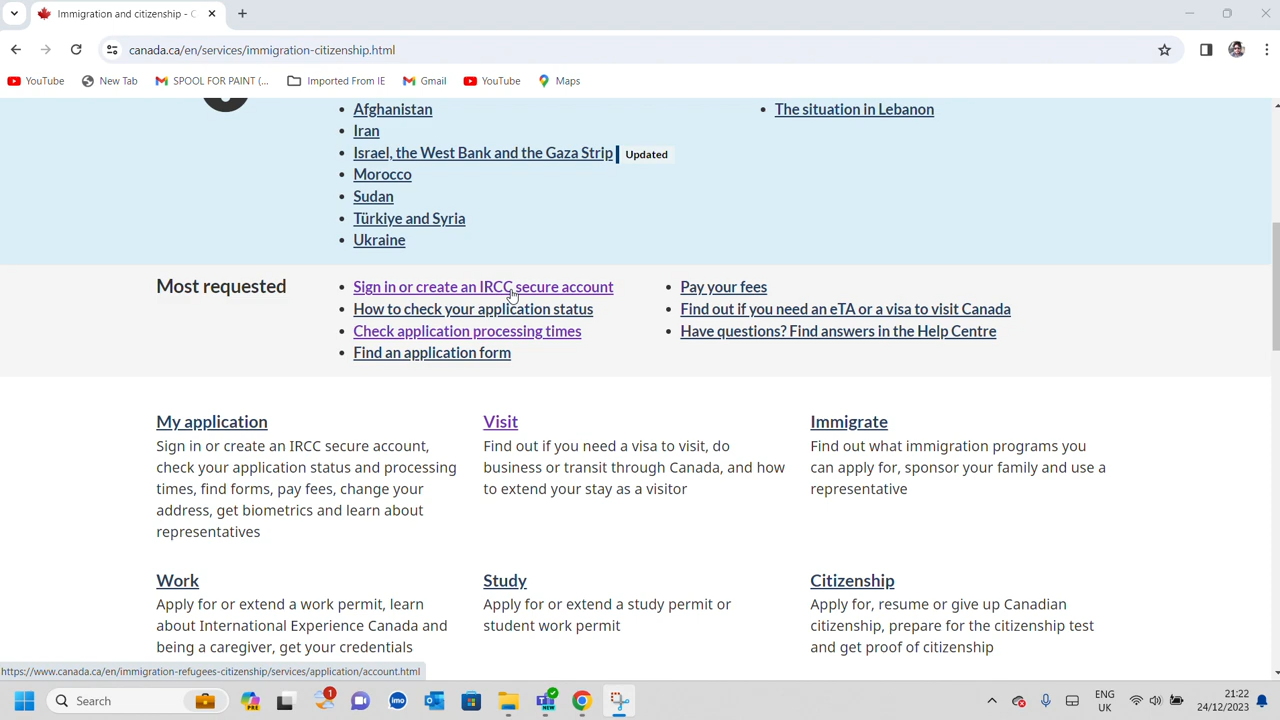 Immigration and citizenship - C
canada.ca/en/services/immigration-citizenship.html
YouTube New Tab SPOOL FOR PAINT (... Imported From IE Gmail YouTube Maps
Afghanistan
Iran
Israel, the West Bank and the Gaza Strip Updated
Morocco
Sudan
Türkiye and Syria
Ukraine
The situation in Lebanon
Most requested
Sign in or create an IRCC secure account
How to check your application status
Check application processing times
Find an application form
Pay your fees
Find out if you need an eTA or a visa to visit Canada
Have questions? Find answers in the Help Centre
My application
Sign in or create an IRCC secure account,
check your application status and processing
times, find forms, pay fees, change your
address, get biometrics and learn about
representatives
Visit
Find out if you need a visa to visit, do
business or transit through Canada, and how
to extend your stay as a visitor
Immigrate
Find out what immigration programs you
can apply for, sponsor your family and use a
representative
Work
Apply for or extend a work permit, learn
about International Experience Canada and
being a caregiver, get your credentials
Study
Apply for or extend a study permit or
student work permit
Citizenship
Apply for, resume or give up Canadian
citizenship, prepare for the citizenship test
and get proof of citizenship
https://www.canada.ca/en/immigration-refugees-citizenship/services/application/account.html
Search
PRE
1
imo
NEW
ENG
UK
21:22
24/12/2023